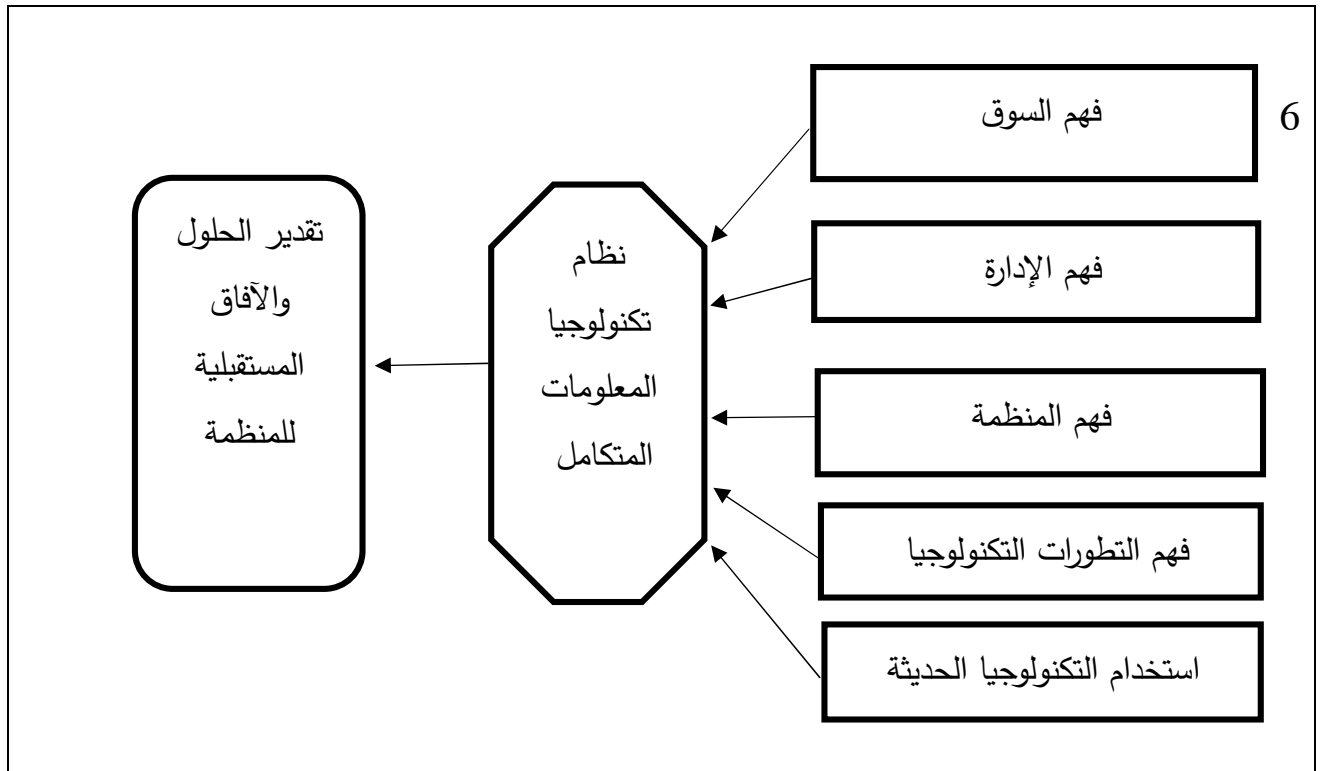 6
فهم السوق
فهم الإدارة
فهم المنظمة
فهم التطورات التكنولوجيا
استخدام التكنولوجيا الحديثة
نظام
تكنولوجيا
المعلومات
المتكامل
تقدير الحلول
والآفاق
المستقبلية
للمنظمة